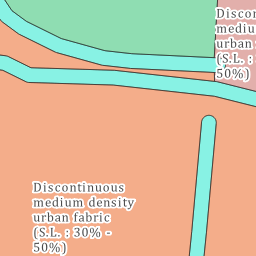 Discon
mediu
urban
(S.L. :
50%)
Discontinuous
medium density
urban fabric
(S.L. : 30% -
50%)